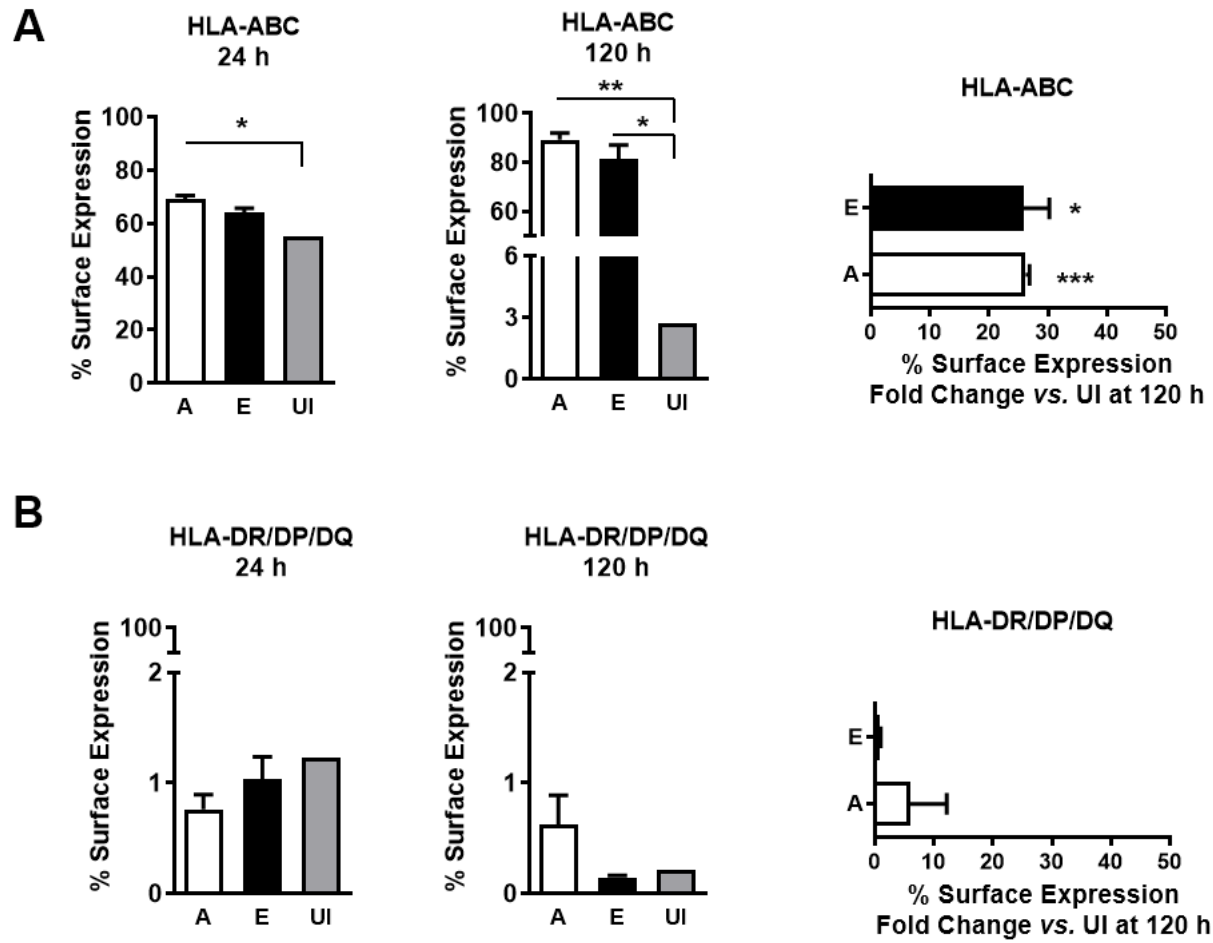 A
HLA-ABC
24 h
% Surface Expression
100
80
60
40
20
0
*
A E UI
HLA-ABC
120 h
% Surface Expression
100
80
60
6
3
0
**
*
A E UI
HLA-ABC
E
*
A
***
0 10 20 30 40 50
% Surface Expression
Fold Change vs. UI at 120 h
B
HLA-DR/DP/DQ
24 h
% Surface Expression
100
2
1
0
A E UI
HLA-DR/DP/DQ
120 h
% Surface Expression
100
2
1
0
A E UI
HLA-DR/DP/DQ
E
A
0 10 20 30 40 50
% Surface Expression
Fold Change vs. UI at 120 h